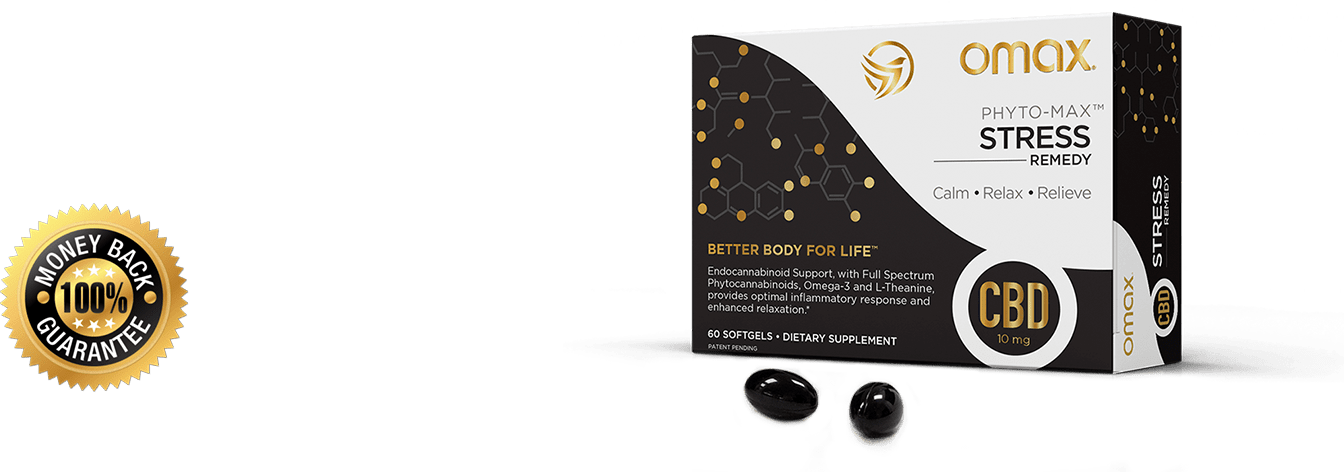 MONEY BACK
100%
GUARANTEE
omax®
PHYTO-MAX™
STRESS
REMEDY
Calm • Relax • Relieve
BETTER BODY FOR LIFE™
Endocannabinoid Support, with Full Spectrum
Phytocannabinoids, Omega-3 and L-Theanine,
provides optimal inflammatory response and
enhanced relaxation.*
60 SOFTGELS • DIETARY SUPPLEMENT
PATENT PENDING
CBD
10 mg
STRESS
REMEDY
omax
CBD